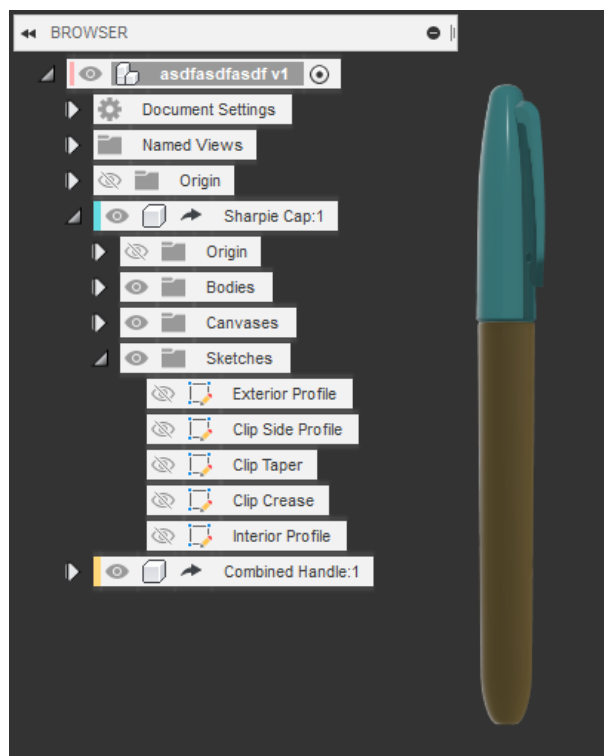 BROWSER
asdfasdfasdf v1
Document Settings
Named Views
Origin
Sharpie Cap:1
Origin
Bodies
Canvases
Sketches
Exterior Profile
Clip Side Profile
Clip Taper
Clip Crease
Interior Profile
Combined Handle:1